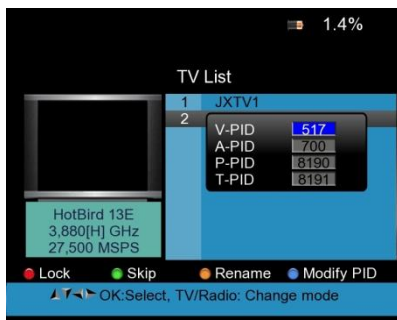 1.4%
TV List
1 JXTV1
2
V-PID 517
A-PID 700
P-PID 8190
T-PID 8191
HotBird 13E
3,880[H] GHz
27,500 MSPS
Lock Skip Rename Modify PID
OK:Select, TV/Radio: Change mode